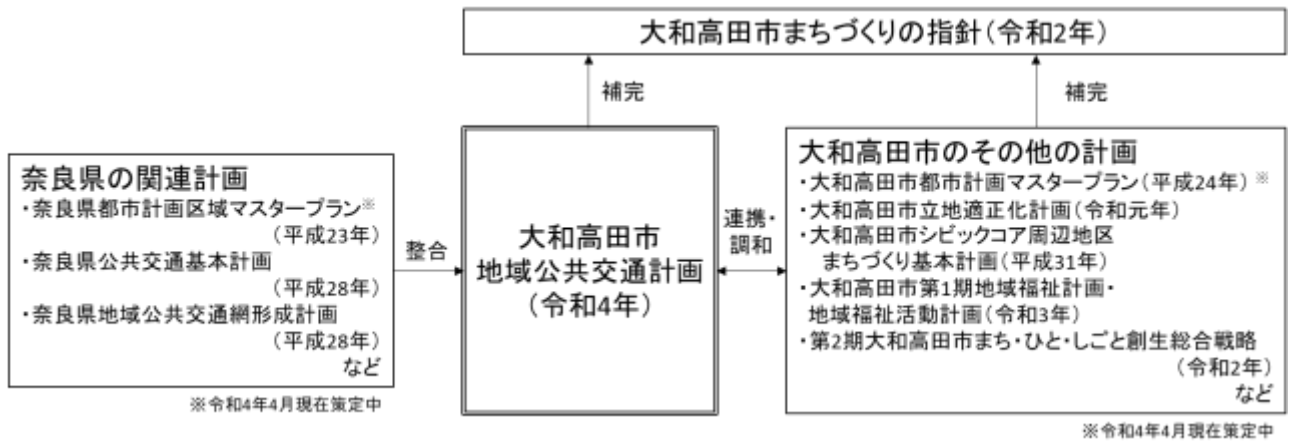 大和高田市まちづくりの指針(令和2年)
補完
補完
奈良県の関連計画
・奈良県都市計画区域マスタープラン※
(平成23年)
・奈良県公共交通基本計画
(平成28年)
・奈良県地域公共交通網形成計画
(平成28年)
など
※令和4年4月現在策定中
整合
大和高田市
地域公共交通計画
(令和4年)
連携・
調和
大和高田市のその他の計画
・大和高田市都市計画マスタープラン(平成24年)※
・大和高田市立地適正化計画(令和元年)
・大和高田市シビックコア周辺地区
まちづくり基本計画(平成31年)
・大和高田市第1期地域福祉計画・
地域福祉活動計画(令和3年)
・第2期大和高田市まち・ひと・しごと創生総合戦略
(令和2年)
など
※令和4年4月現在策定中